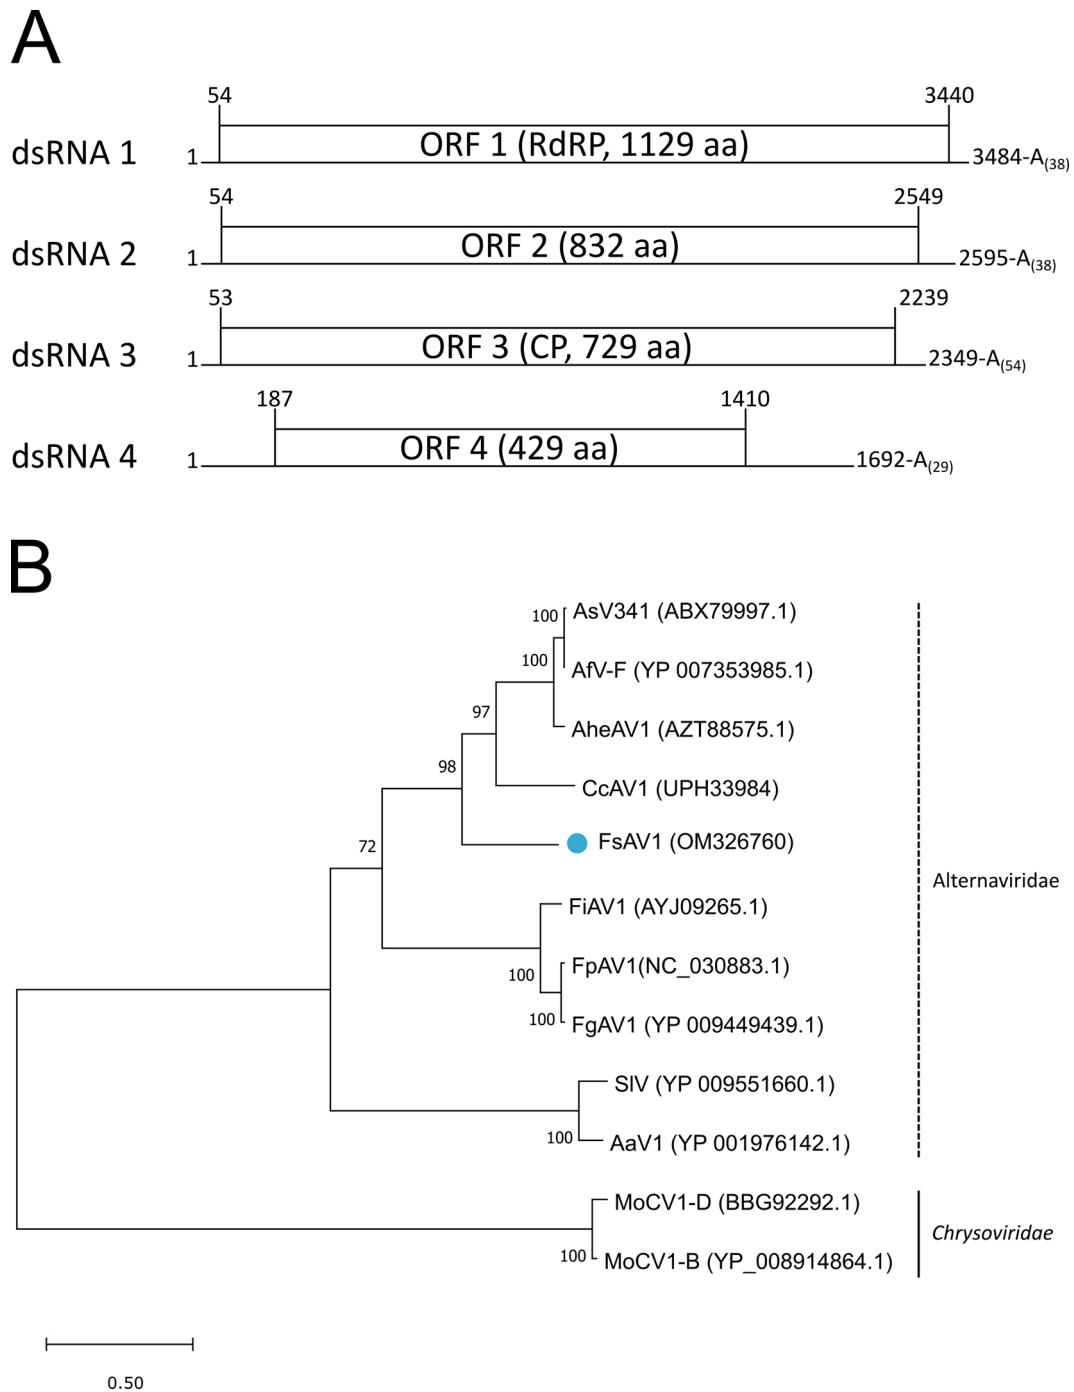 A
54 3440
dsRNA 1 1 ORF 1 (RdRP, 1129 aa) 3484-A(38)
54 2549
dsRNA 2 1 ORF 2 (832 aa) 2595-A(38)
53 2239
dsRNA 3 1 ORF 3 (CP, 729 aa) 2349-A(54)
187 1410
dsRNA 4 1 ORF 4 (429 aa) 1692-A(29)
B
100 AsV341 (ABX79997.1)
100
AfV-F (YP 007353985.1)
97
AheAV1 (AZT88575.1)
98
CcAV1 (UPH33984)
72 FsAV1 (OM326760)
Alternaviridae
FiAV1 (AYJ09265.1)
100 FpAV1(NC_030883.1)
100 FgAV1 (YP 009449439.1)
SlV (YP 009551660.1)
100 AaV1 (YP 001976142.1)
MoCV1-D (BBG92292.1)
Chrysoviridae
100 MoCV1-B (YP_008914864.1)
0.50